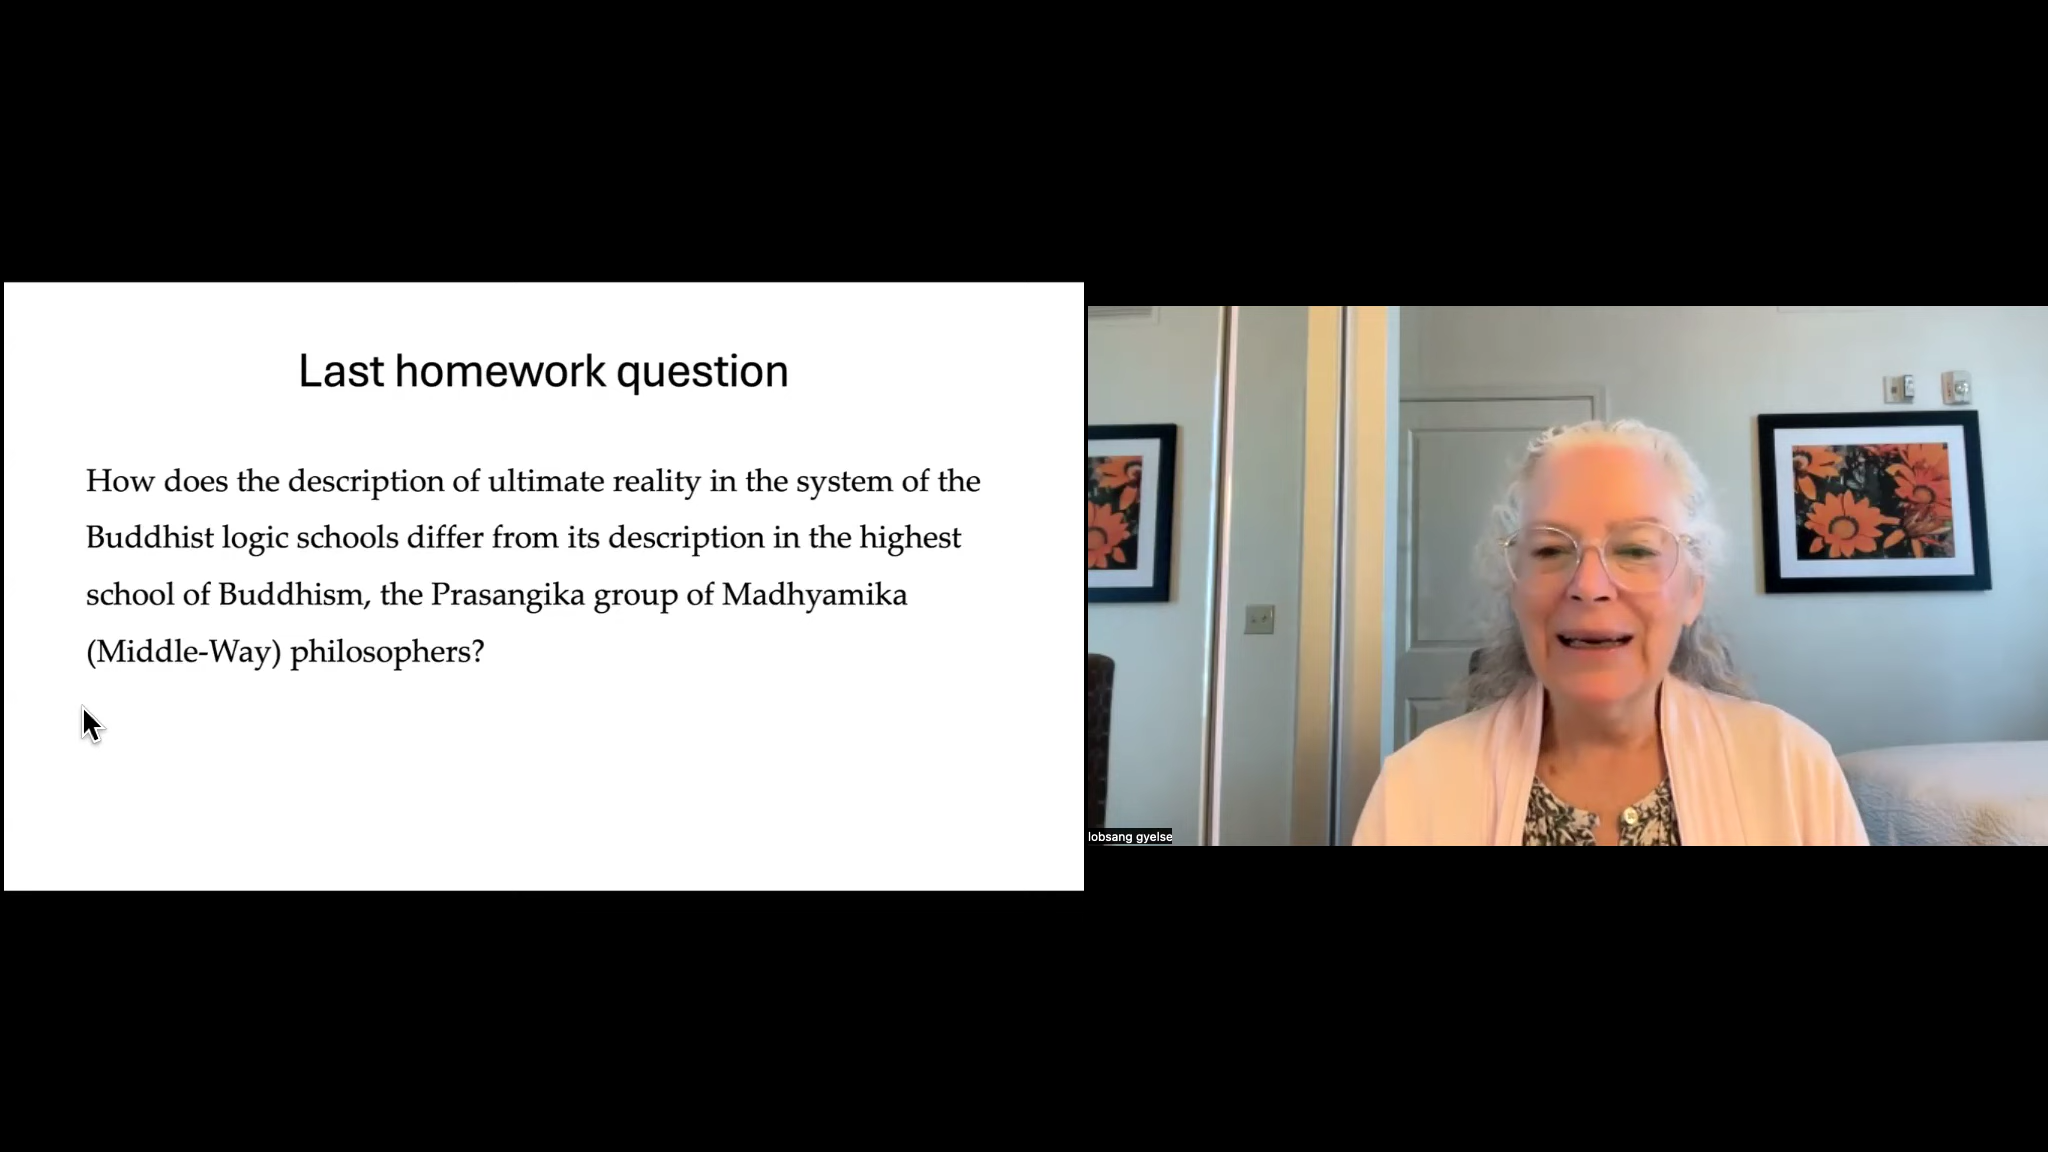 Last homework question
How does the description of ultimate reality in the system of the
Buddhist logic schools differ from its description in the highest
school of Buddhism, the Prasangika group of Madhyamika
(Middle-Way) philosophers?
lobsang gyelse